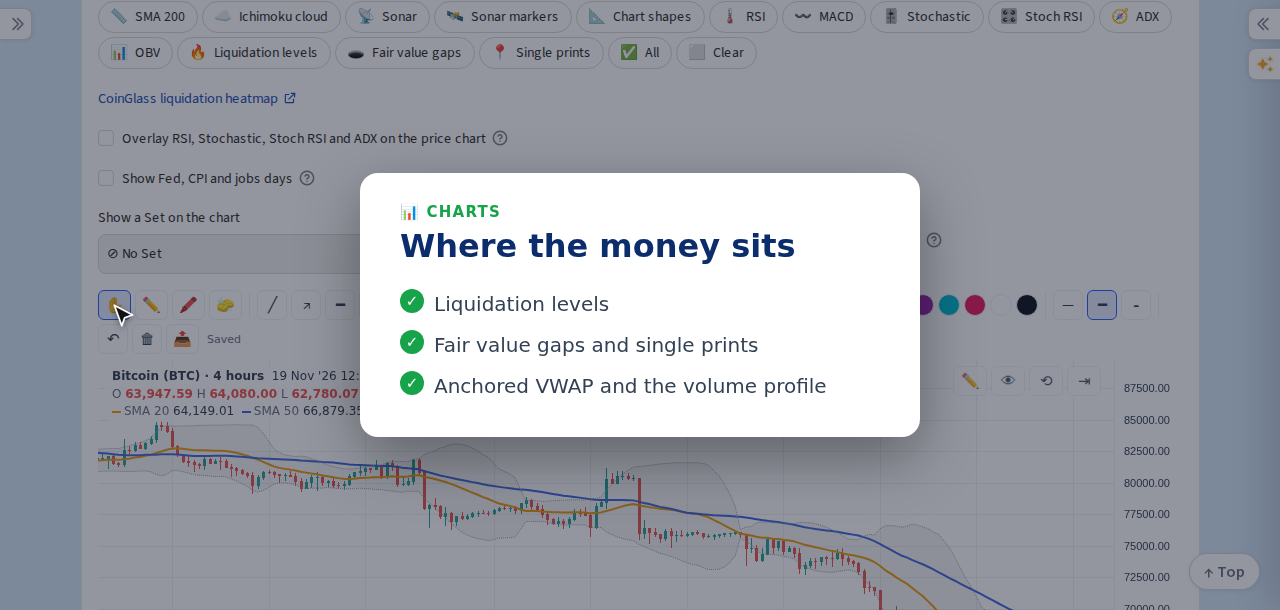 SMA 200 Ichimoku cloud Sonar Sonar markers Chart shapes RSI MACD Stochastic Stoch RSI ADX
OBV Liquidation levels Fair value gaps Single prints All Clear
CoinGlass liquidation heatmap
Overlay RSI, Stochastic, Stoch RSI and ADX on the price chart
Show Fed, CPI and jobs days
Show a Set on the chart
No Set
CHARTS
Where the money sits
Liquidation levels
Fair value gaps and single prints
Anchored VWAP and the volume profile
Saved
Bitcoin (BTC) · 4 hours 19 Nov '26 12:
O 63,947.59 H 64,080.00 L 62,780.07
SMA 20 64,149.01 SMA 50 66,879.35
87500.00
85000.00
82500.00
80000.00
77500.00
75000.00
72500.00
70000.00
↑ Top